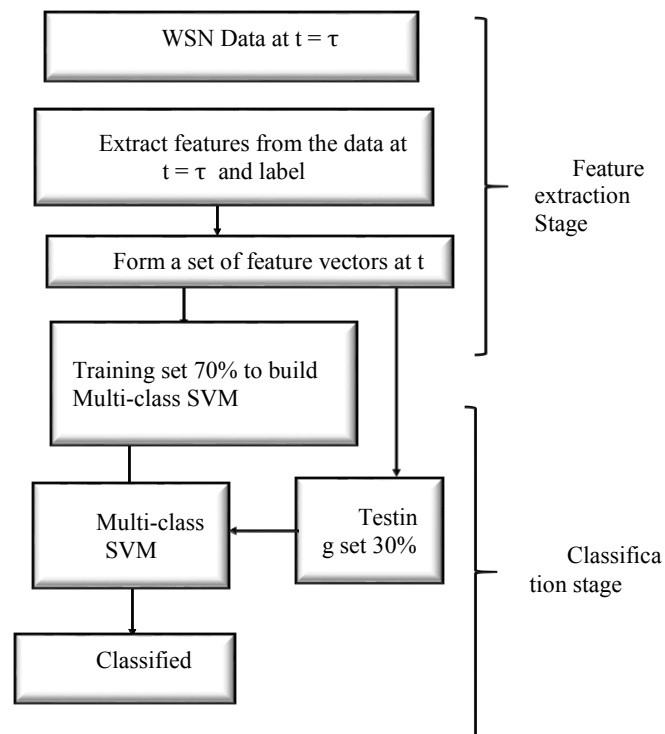 WSN Data at t = τ
Extract features from the data at
t = τ and label
Feature
extraction
Stage
Form a set of feature vectors at t
Training set 70% to build
Multi-class SVM
Multi-class
SVM
Testin
g set 30%
Classifica
tion stage
Classified